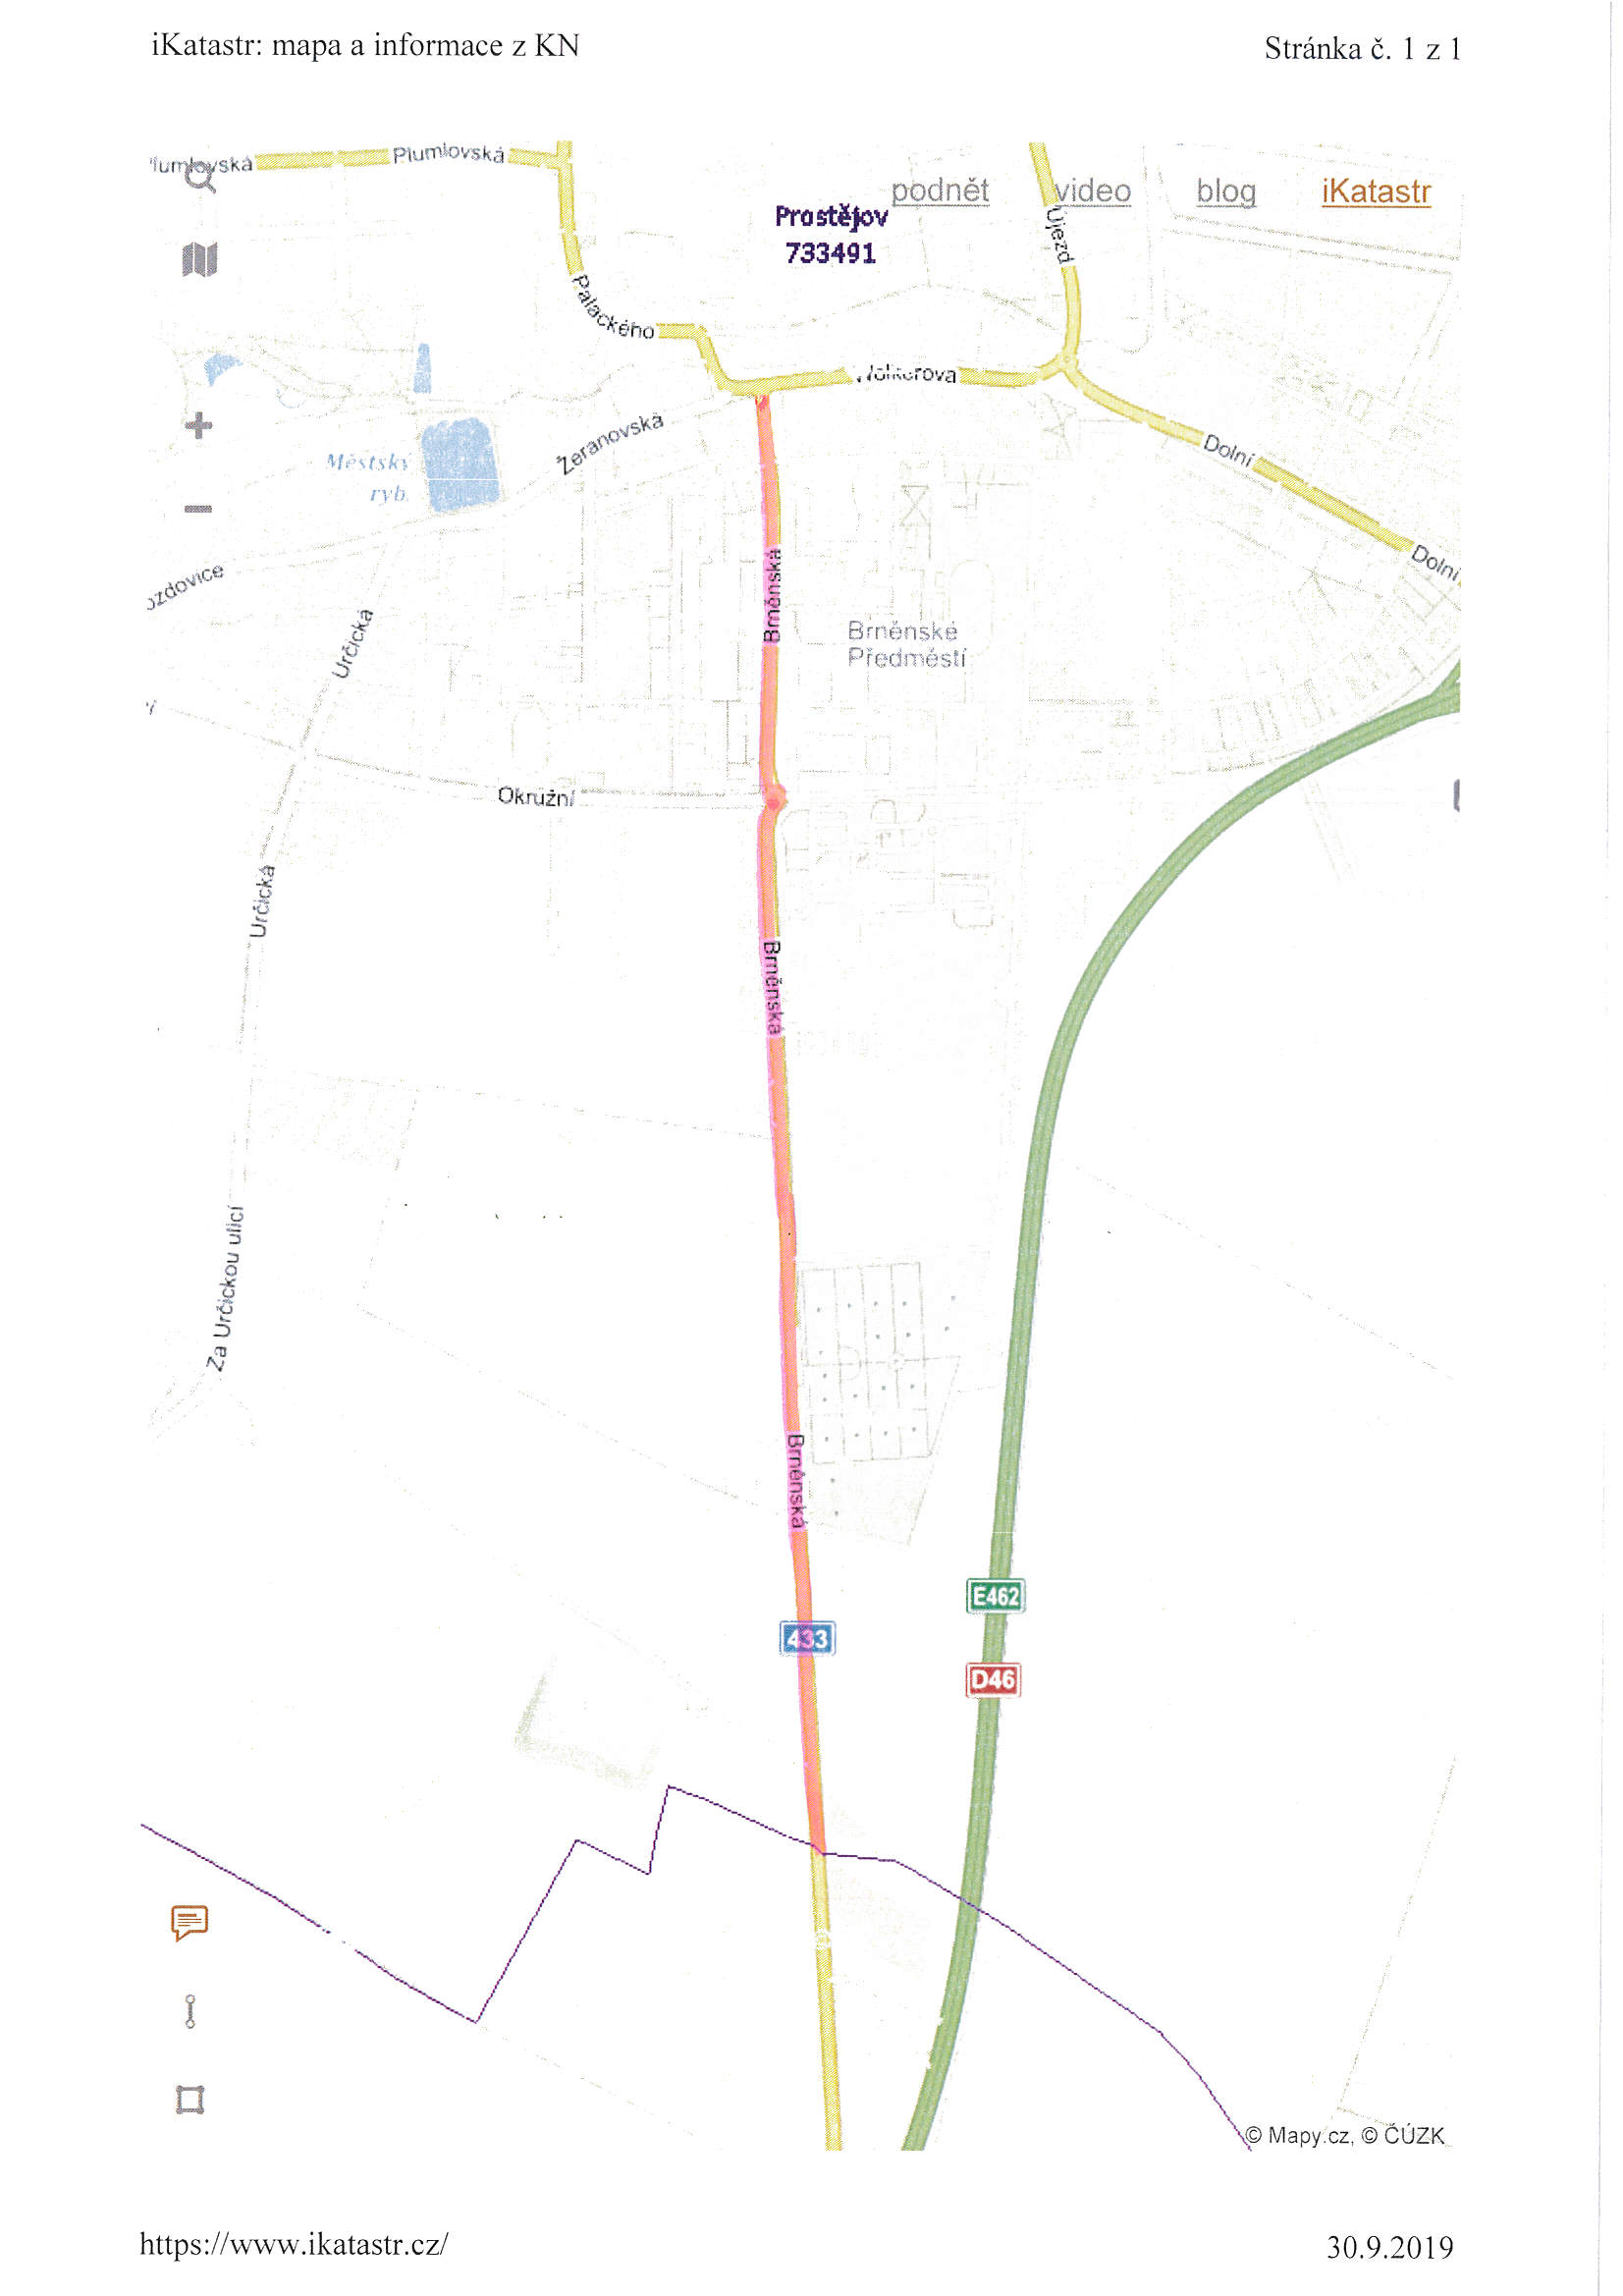 iKatastr: mapa a informace z KN
Stránka č. 1 z 1
Plumlovská
podnět
video
blog
iKatastr
Prostějov
733491
Újezd
Palackého
Dolní
Žeranovská
Městský
ryb.
Dolní
Brněnská
Určická
Brněnské
Předměstí
Okružní
Určická
Brněnská
Za Určickou ulicí
Brněnská
E462
433
D46
© Mapy.cz, © ČÚZK
https://www.ikatastr.cz/
30.9.2019